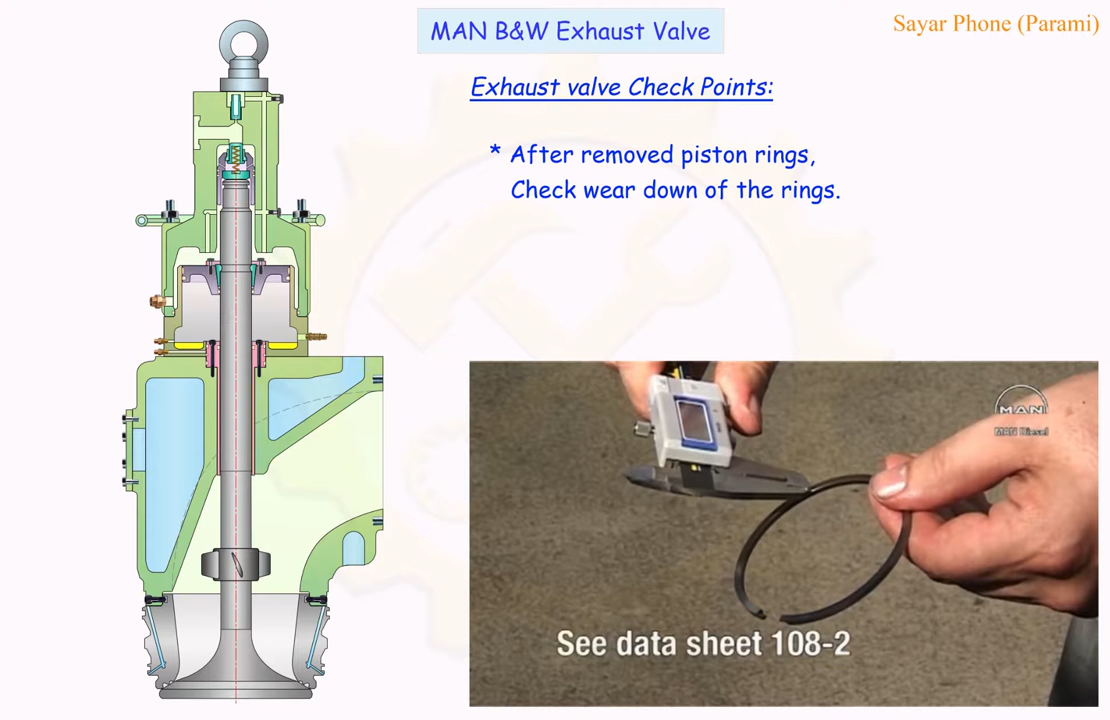 MAN B&W Exhaust Valve
Sayar Phone (Parami)
Exhaust valve Check Points:
* After removed piston rings,
Check wear down of the rings.
MAN
MAN Diesel
See data sheet 108-2